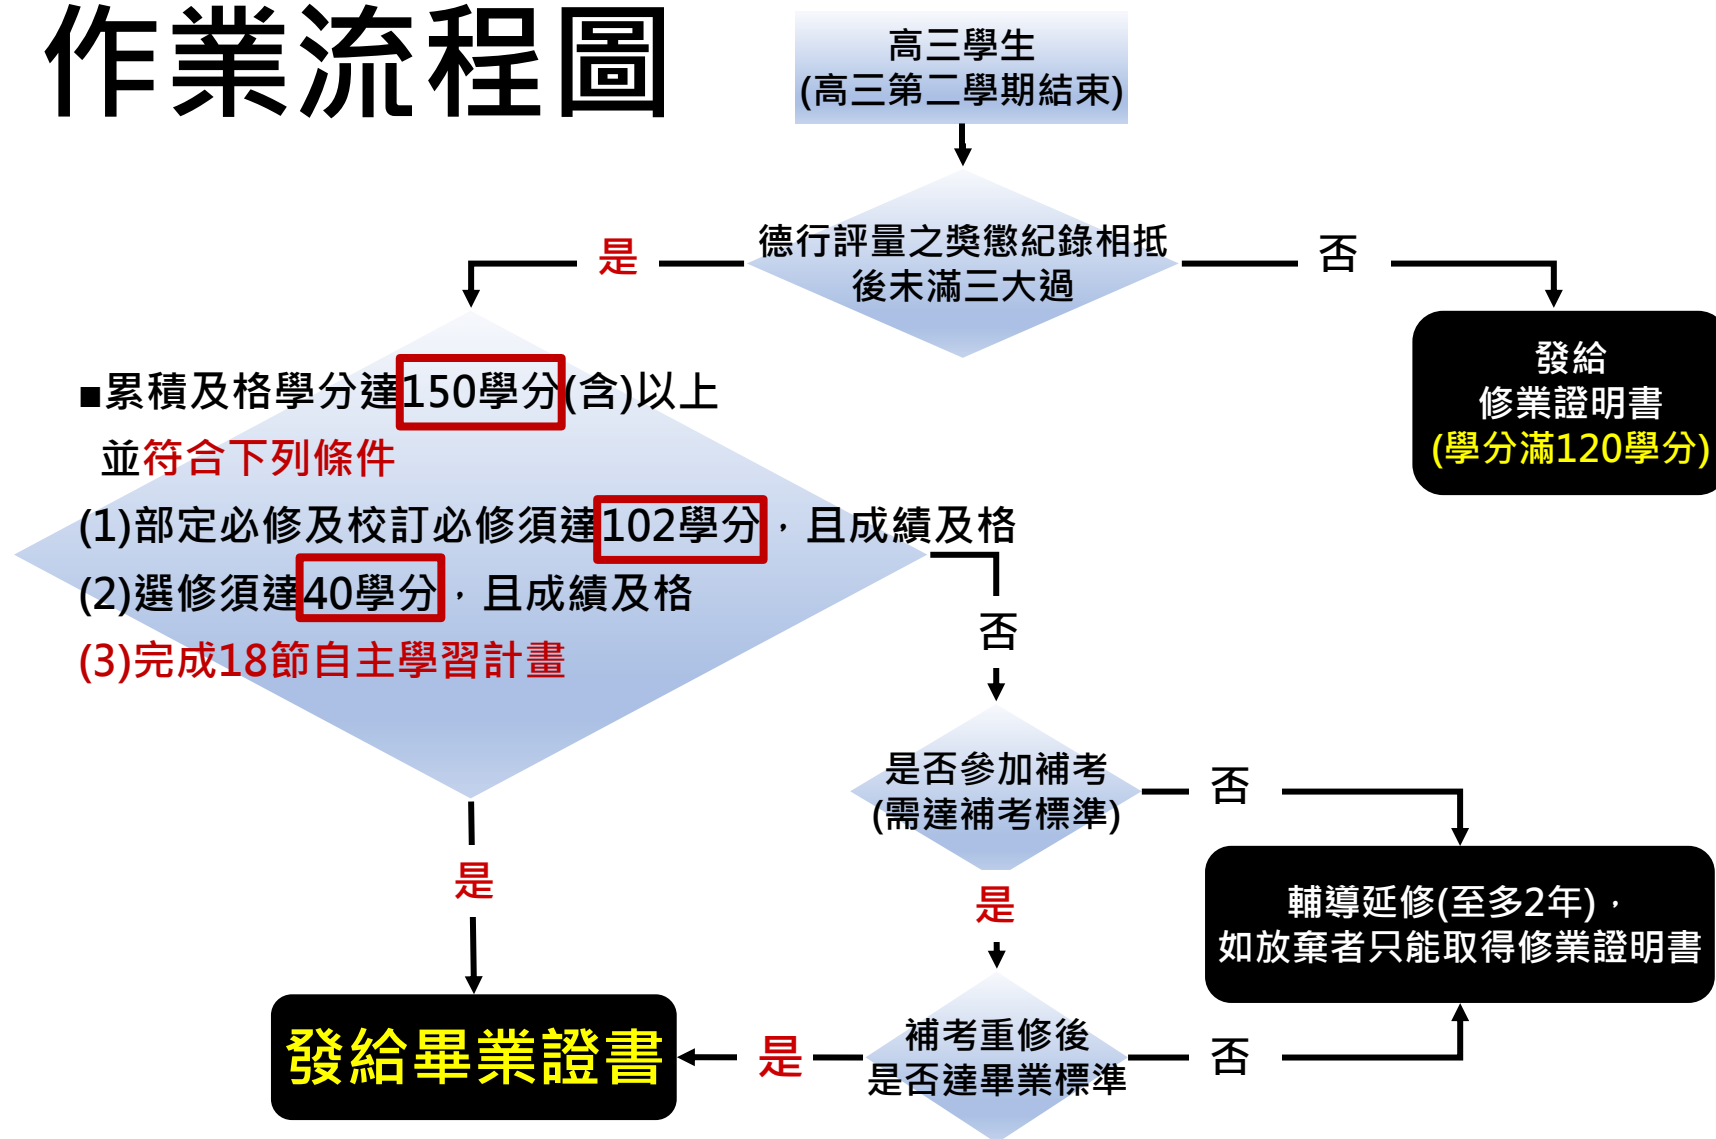 作業流程圖
高三學生
(高三第二學期結束)
德行評量之獎懲紀錄相抵
後未滿三大過
是
否
發給
修業證明書
(學分滿120學分)
■累積及格學分達150學分(含)以上
並符合下列條件
(1)部定必修及校訂必修須達102學分，且成績及格
(2)選修須達40學分，且成績及格
(3)完成18節自主學習計畫
否
是否參加補考
(需達補考標準)
否
是
是
輔導延修(至多2年)，
如放棄者只能取得修業證明書
補考重修後
是否達畢業標準
是
否
發給畢業證書